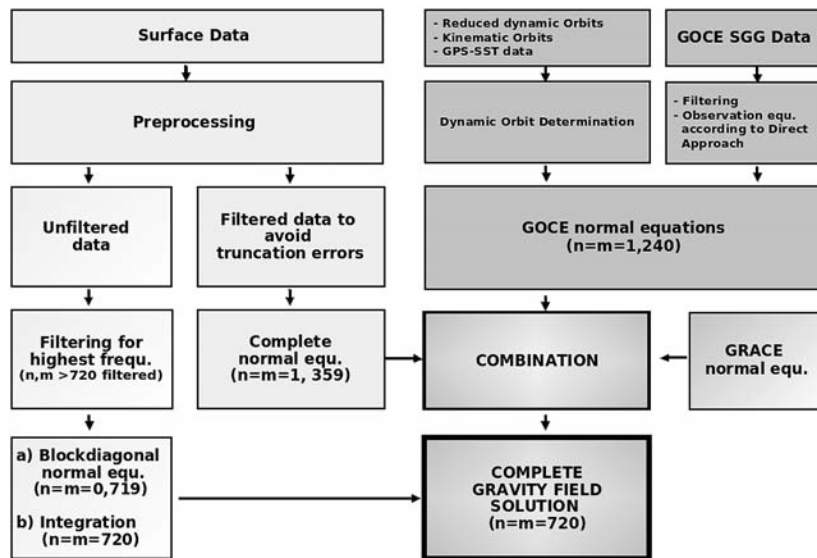 Surface Data
Preprocessing
Unfiltered
data
Filtered data to
avoid
truncation errors
Filtering for
highest frequ.
(n,m >720 filtered)
Complete
normal equ.
(n=m=1, 359)
a) Blockdiagonal
normal equ.
(n=m=0,719)
b) Integration
(n=m=720)
- Reduced dynamic Orbits
- Kinematic Orbits
- GPS-SST data
GOCE SGG Data
Dynamic Orbit Determination
- Filtering
- Observation equ.
according to Direct
Approach
GOCE normal equations
(n=m=1,240)
COMBINATION
GRACE
normal equ.
COMPLETE
GRAVITY FIELD
SOLUTION
(n=m=720)